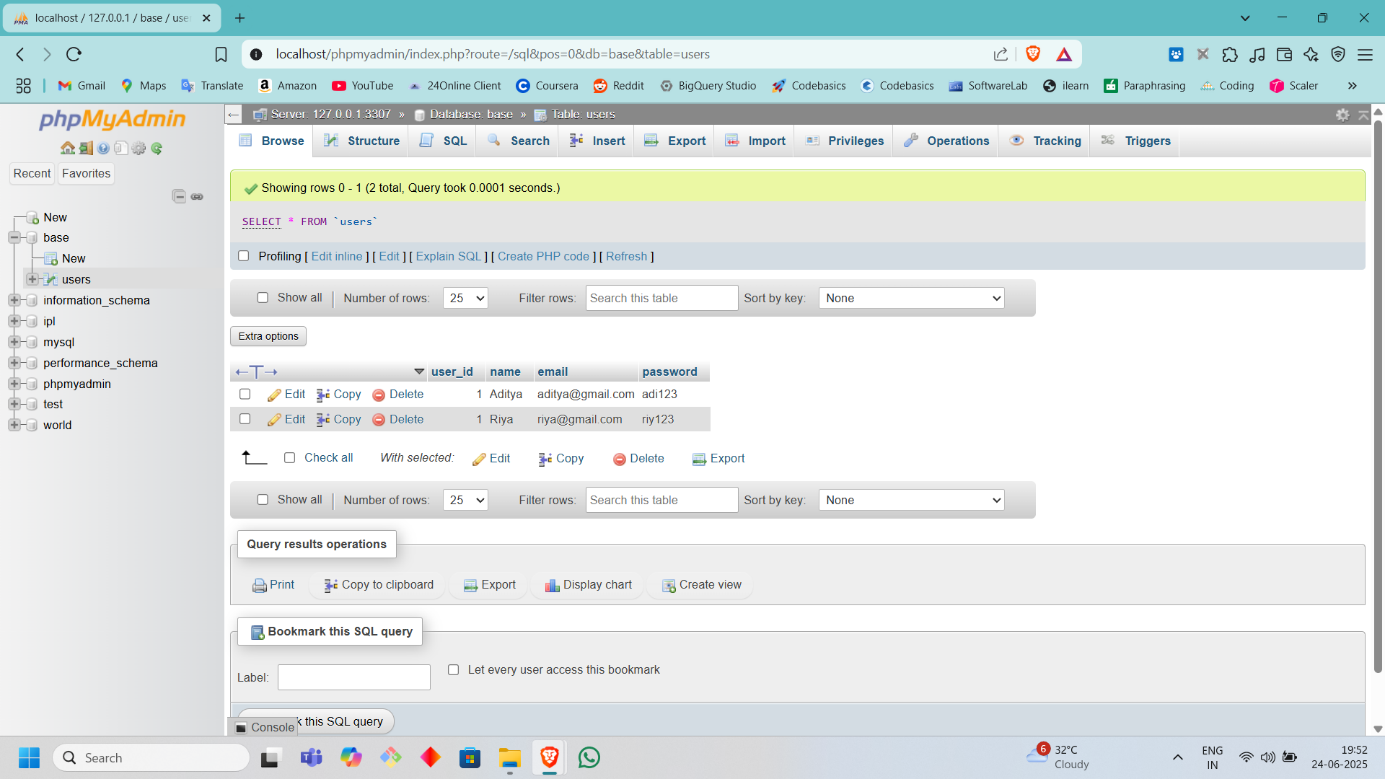 localhost / 127.0.0.1 / base / use
localhost/phpmyadmin/index.php?route=/sql&pos=0&db=base&table=users
Gmail Maps Translate Amazon YouTube 24Online Client Coursera Reddit BigQuery Studio Codebasics Codebasics SoftwareLab ilearn Paraphrasing Coding Scaler »
phpMyAdmin
Recent Favorites
New
base
New
users
information_schema
ipl
mysql
performance_schema
phpmyadmin
test
world
Server: 127.0.0.1:3307 » Database: base » Table: users
Browse Structure SQL Search Insert Export Import Privileges Operations Tracking Triggers
Showing rows 0 - 1 (2 total, Query took 0.0001 seconds.)
SELECT * FROM `users`
Profiling [ Edit inline ] [ Edit ] [ Explain SQL ] [ Create PHP code ] [ Refresh ]
Show all Number of rows: 25 Filter rows: Search this table Sort by key: None
Extra options
←T→ user_id name email password
Edit Copy Delete 1 Aditya aditya@gmail.com adi123
Edit Copy Delete 1 Riya riya@gmail.com riy123
Check all With selected: Edit Copy Delete Export
Show all Number of rows: 25 Filter rows: Search this table Sort by key: None
Query results operations
Print Copy to clipboard Export Display chart Create view
Bookmark this SQL query
Label: Let every user access this bookmark
k this SQL query
Console
Search
6 32°C
Cloudy
ENG
IN
19:52
24-06-2025